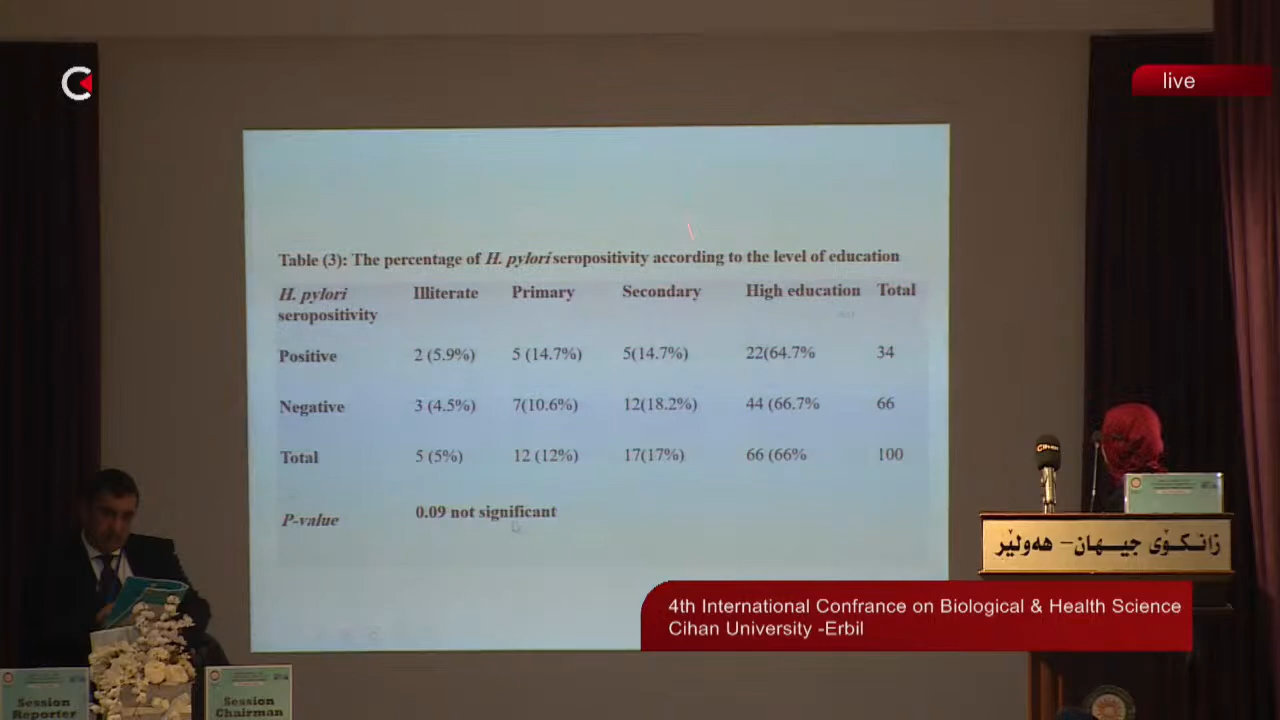 live
Table (3): The percentage of H. pylori seropositivity according to the level of education
H. pylori seropositivity Illiterate Primary Secondary High education Total
Positive 2 (5.9%) 5 (14.7%) 5(14.7%) 22(64.7% 34
Negative 3 (4.5%) 7(10.6%) 12(18.2%) 44 (66.7% 66
Total 5 (5%) 12 (12%) 17(17%) 66 (66% 100
P-value 0.09 not significant
زانکۆی جیهان - هەولێر
4th International Confrance on Biological & Health Science
Cihan University -Erbil
Session
Reporter
Session
Chairman